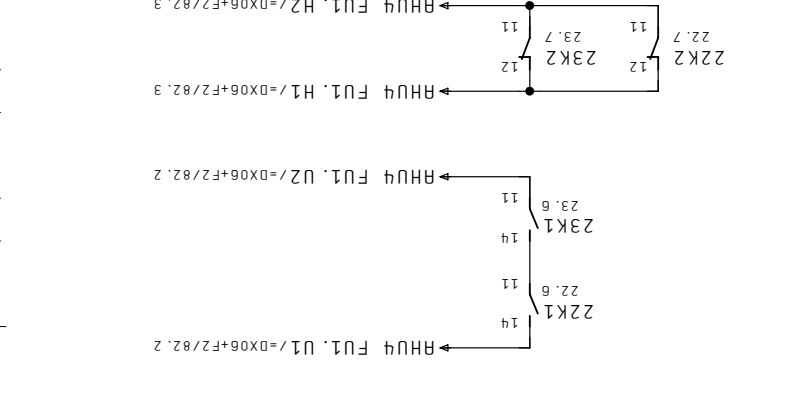 AHU4 FU1.U1/=DX06+F2/82.2
14
22K1
22.6
11
14
23K1
23.6
11
AHU4 FU1.U2/=DX06+F2/82.2
AHU4 FU1.H1/=DX06+F2/82.3
12 12
22K2 23K2
22.7 23.7
11 11
AHU4 FU1.H2/=DX06+F2/82.3